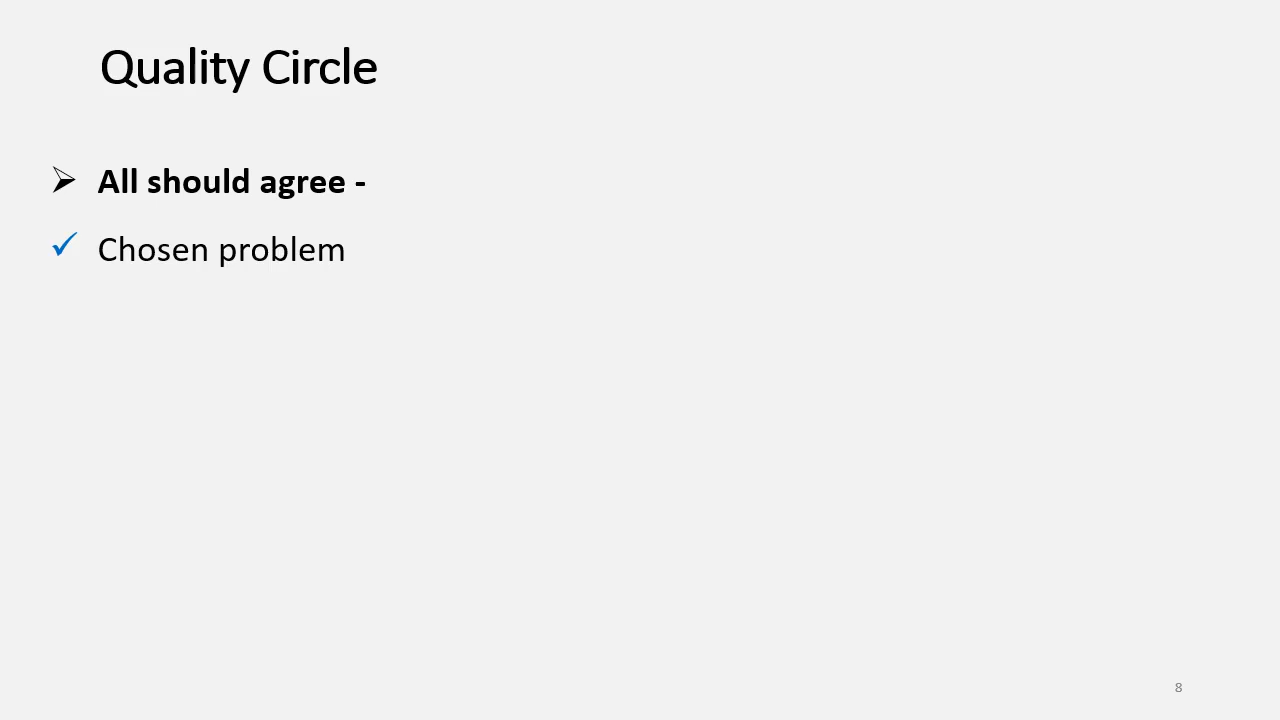 Quality Circle
➢ All should agree -
✓ Chosen problem
8